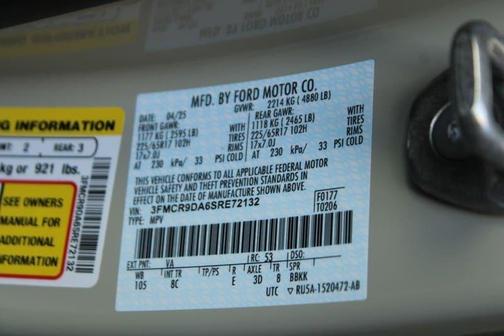 MFD. BY FORD MOTOR CO.
DATE: 04/25 GVWR: 2214 KG (4880 LB)
FRONT GAWR: REAR GAWR:
1177 KG (2595 LB) 1118 KG (2465 LB)
225/65R17 102H TIRES 225/65R17 102H TIRES
17x7.0J RIMS 17x7.0J RIMS
AT 230 kPa/ 33 PSI COLD AT 230 kPa/ 33 PSI COLD
THIS VEHICLE CONFORMS TO ALL APPLICABLE FEDERAL MOTOR
VEHICLE SAFETY AND THEFT PREVENTION STANDARDS IN
EFFECT ON THE DATE OF MANUFACTURE SHOWN ABOVE.
VIN: 3FMCR9DA6SRE72132
TYPE: MPV
F0177
T0206
EXT PNT: VA RC: 53
WB INT TR TP/PS R AXLE TR SPR
105 8C E 3D 8 BBKK
UTC RU5A-1520472-AB
NG INFORMATION
NT: 2 REAR: 3
kg or 921 lbs.
SEE OWNERS
MANUAL FOR
ADDITIONAL
INFORMATION
3FMCR9DA6SRE72132